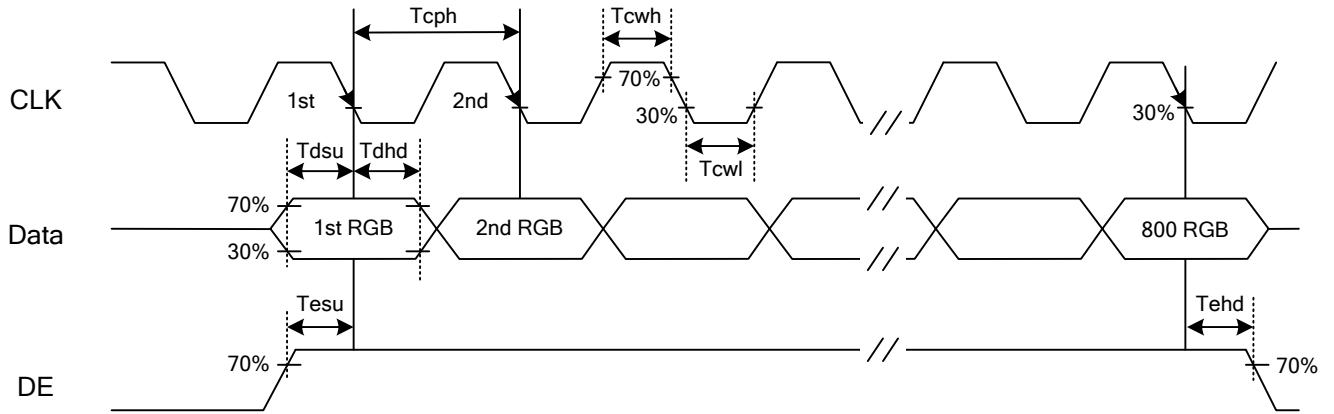 Tcph
Tcwh
CLK
1st
2nd
70%
30%
30%
Tdsu
Tdhd
Tcwl
70%
Data
1st RGB
2nd RGB
800 RGB
30%
Tesu
Tehd
70%
70%
DE